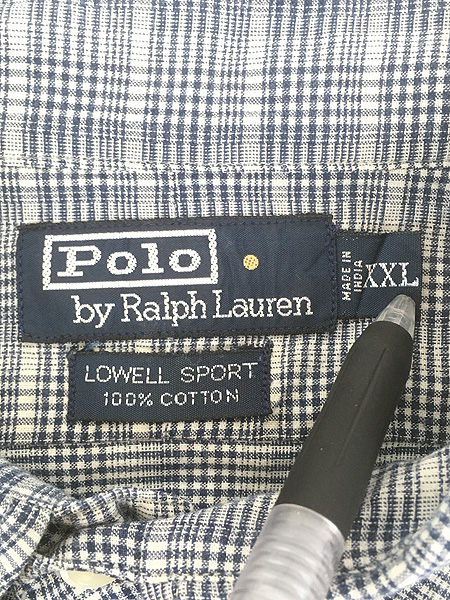 Polo
by Ralph Lauren
MADE IN
INDIA
XXL
LOWELL SPORT
100% COTTON